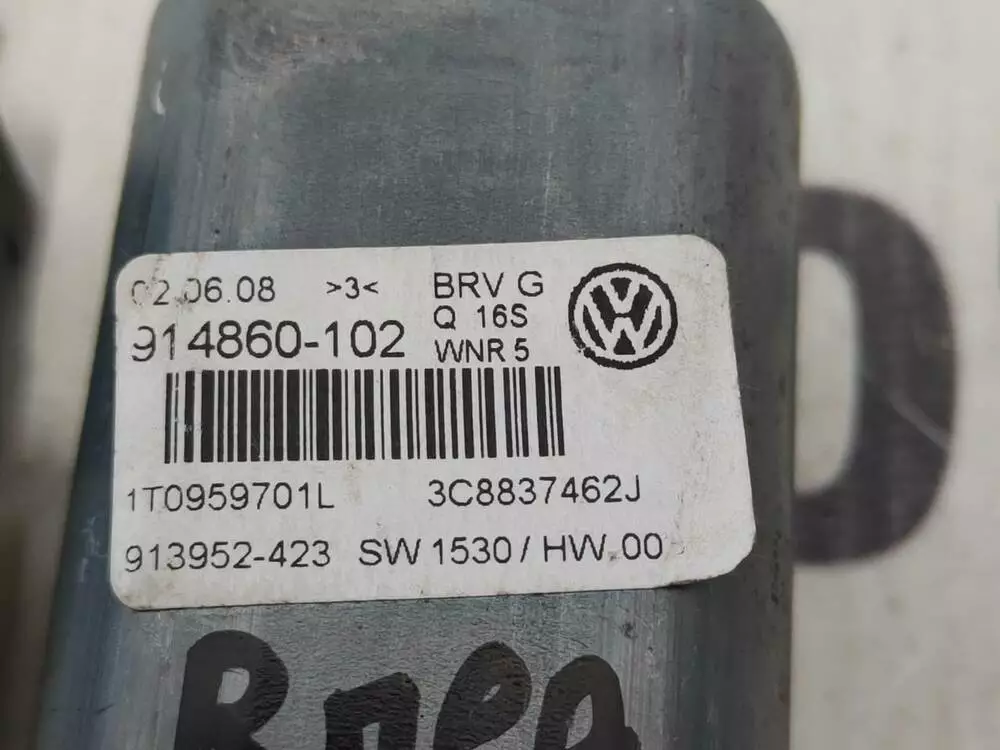 02.06.08 >3< BRV G
Q 16S
914860-102 WNR 5
1T0959701L 3C8837462J
913952-423 SW 1530 / HW 00